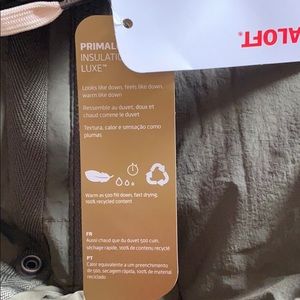 PRIMAL
INSULATI
LUXE™
Looks like down, feels like down,
warm like down
Ressemble au duvet, doux et
chaud comme le duvet
Textura, calor e sensação como
plumas
Warm as 500 fill down, fast drying,
100% recycled content
FR
Aussi chaud que du duvet 500 cuin,
séchage rapide, 100% de contenu recyclé
PT
Calor equivalente a um preenchimento
de 500, secagem rápida, 100% de material
reciclado
ALOFT